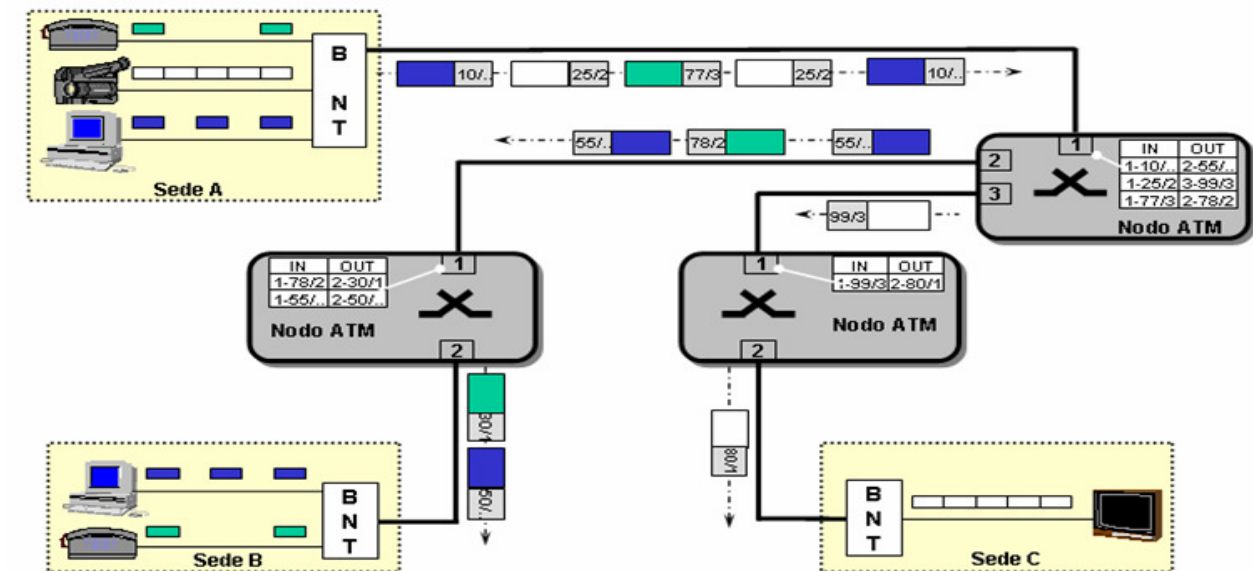 B
N
T
Sede A
10/..
25/2
77/3
25/2
10/..
55/..
78/2
55/..
1
2
3
IN OUT
1-10/.. 2-55/..
1-25/2 3-99/3
1-77/3 2-78/2
Nodo ATM
99/3
IN OUT
1-78/2 2-30/1
1-55/.. 2-50/..
1
Nodo ATM
2
1
IN OUT
1-99/3 2-80/1
Nodo ATM
2
30/1
50/..
80/1
B
N
T
Sede B
B
N
T
Sede C